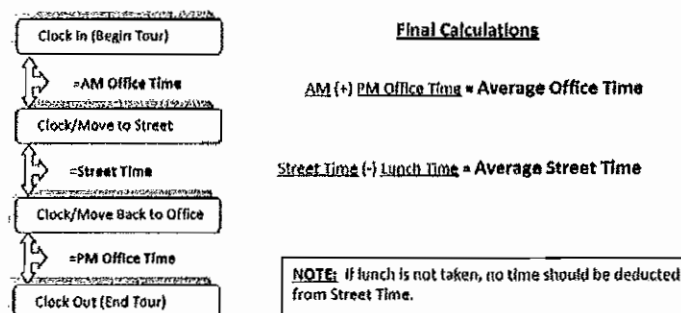 Clock In (Begin Tour)
=AM Office Time
Clock/Move to Street
=Street Time
Clock/Move Back to Office
=PM Office Time
Clock Out (End Tour)
Final Calculations
AM (+) PM Office Time = Average Office Time
Street Time (-) Lunch Time = Average Street Time
NOTE: If lunch is not taken, no time should be deducted
from Street Time.